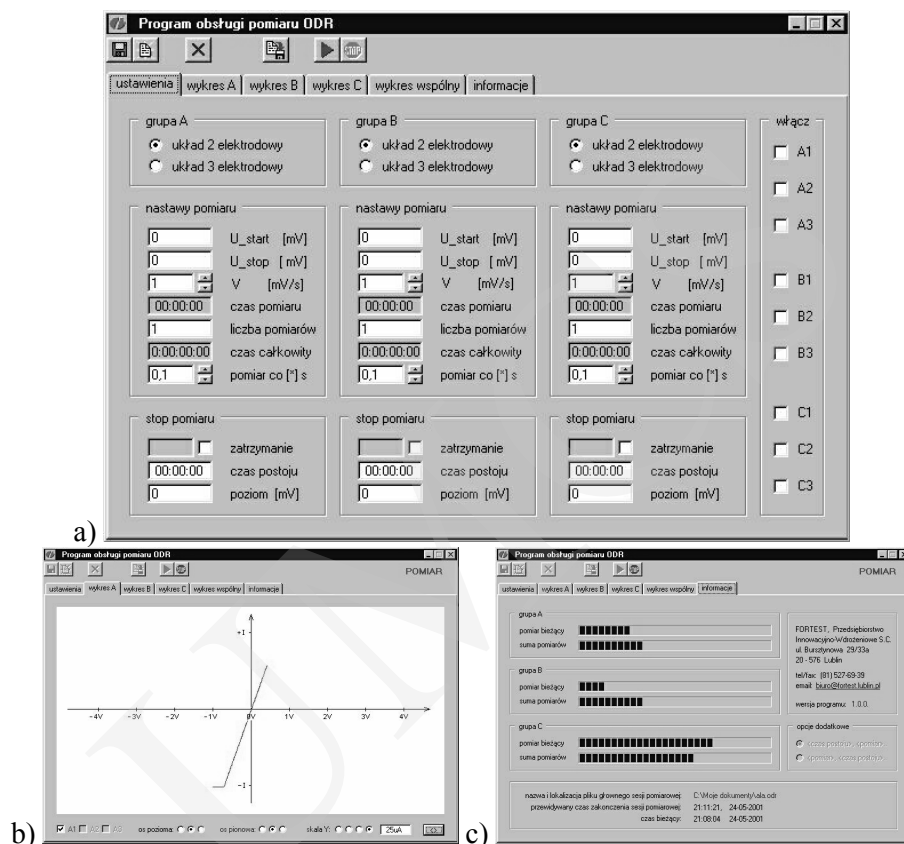 Program obsługi pomiaru ODR
STOP
ustawienia wykres A wykres B wykres C wykres wspólny informacje
grupa A grupa B grupa C włącz
układ 2 elektrodowy układ 2 elektrodowy układ 2 elektrodowy A1
układ 3 elektrodowy układ 3 elektrodowy układ 3 elektrodowy
A2
nastawy pomiaru nastawy pomiaru nastawy pomiaru
A3
0 U_start [mV] 0 U_start [mV] 0 U_start [mV]
0 U_stop [ mV] 0 U_stop [ mV] 0 U_stop [ mV]
1 V [mV/s] 1 V [mV/s] 1 V [mV/s] B1
00:00:00 czas pomiaru 00:00:00 czas pomiaru 00:00:00 czas pomiaru
1 liczba pomiarów 1 liczba pomiarów 1 liczba pomiarów B2
0:00:00:00 czas całkowity 0:00:00:00 czas całkowity 0:00:00:00 czas całkowity B3
0,1 pomiar co [*] s 0,1 pomiar co [*] s 0,1 pomiar co [*] s
stop pomiaru stop pomiaru stop pomiaru C1
zatrzymanie zatrzymanie zatrzymanie C2
00:00:00 czas postoju 00:00:00 czas postoju 00:00:00 czas postoju
0 poziom [mV] 0 poziom [mV] 0 poziom [mV] C3
a)
Program obsługi pomiaru ODR
POMIAR
ustawienia wykres A wykres B wykres C wykres wspólny informacje
+I
-4V -3V -2V -1V 0V 1V 2V 3V 4V
-I
A1 A2 A3 os pozioma: os pionowa: skala Y: 25uA
b)
Program obsługi pomiaru ODR
POMIAR
ustawienia wykres A wykres B wykres C wykres wspólny informacje
grupa A
pomiar bieżący
suma pomiarów
grupa B
pomiar bieżący
suma pomiarów
grupa C
pomiar bieżący
suma pomiarów
FORTEST, Przedsiębiorstwo
Innowacyjno-Wdrożeniowe S.C.
ul. Bursztynowa 29/33a
20 - 576 Lublin
tel/fax: (81) 527-69-39
email: biuro@fortest.lublin.pl
wersja programu: 1.0.0.
opcje dodatkowe
nazwa i lokalizacja pliku głownego sesji pomiarowej: C:\Moje dokumenty\ala.odr
przewidywany czas zakonczenia sesji pomiarowej: 21:11:21, 24-05-2001
czas bieżący: 21:08:04 24-05-2001
c)